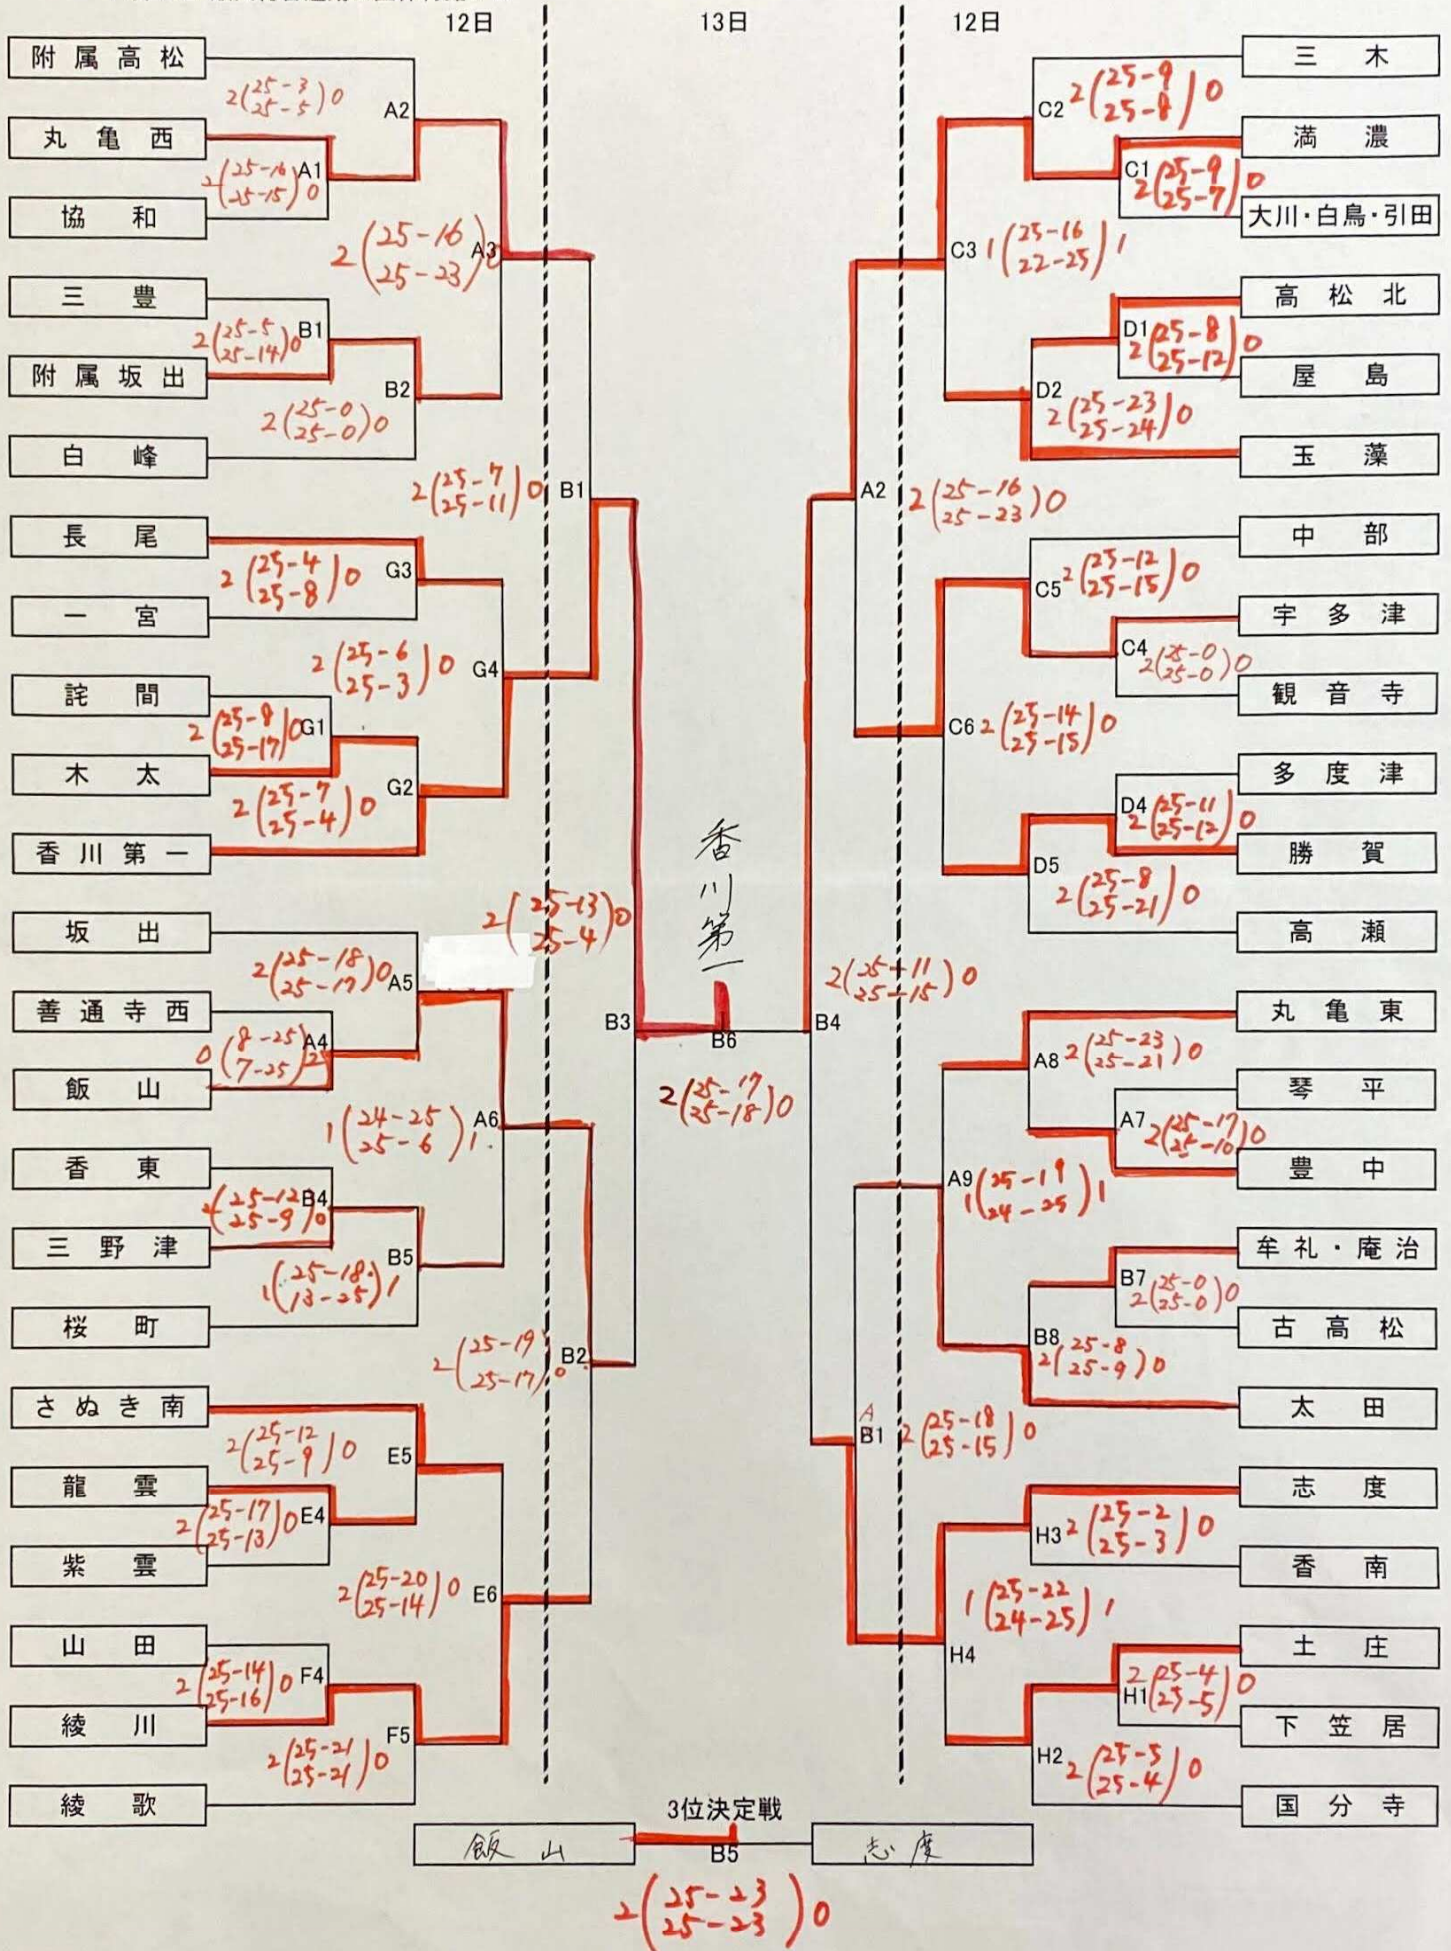 12日
13日
12日
附属高松
2(25-3 25-5)0
A2
丸亀西
2(25-16 25-15)0
A1
協和
2(25-16 25-23)0
A3
三豊
2(25-5 25-14)0
B1
附属坂出
B2
2(25-0 25-0)0
白峰
2(25-7 25-11)0
B1
長尾
2(25-4 25-8)0
G3
一宮
2(25-6 25-3)0
G4
詫間
2(25-8 25-17)0
G1
木太
2(25-7 25-4)0
G2
香川第一
2(25-13 25-4)0
坂出
2(25-18 25-17)0
A5
善通寺西
0(8-25 7-25)2
A4
飯山
1(24-25 25-6)1
A6
香東
2(25-12 25-9)0
B4
三野津
1(25-18 13-25)1
B5
桜町
2(25-19 25-17)0
B2
さぬき南
2(25-12 25-9)0
E5
龍雲
2(25-17 25-13)0
E4
紫雲
2(25-20 25-14)0
E6
山田
2(25-14 25-16)0
F4
綾川
2(25-21 25-21)0
F5
綾歌
香川第一
B3
B6
B4
2(25-17 25-18)0
2(25-11 25-15)0
三木
C2
2(25-9 25-8)0
満濃
C1
2(25-9 25-7)0
大川・白鳥・引田
C3
1(25-16 22-25)1
高松北
D1
2(25-8 25-12)0
屋島
D2
2(25-23 25-24)0
玉藻
A2
2(25-16 25-23)0
中部
C5
2(25-12 25-15)0
宇多津
C4
2(25-0 25-0)0
観音寺
C6
2(25-14 25-15)0
多度津
D4
2(25-11 25-12)0
勝賀
D5
2(25-8 25-21)0
高瀬
丸亀東
A8
2(25-23 25-21)0
琴平
A7
2(25-17 25-10)0
豊中
A9
1(25-19 24-25)1
牟礼・庵治
B7
2(25-0 25-0)0
古高松
B8
2(25-8 25-9)0
太田
A
B1
2(25-18 25-15)0
志度
H3
2(25-2 25-3)0
香南
1(25-22 24-25)1
H4
土庄
H1
2(25-4 25-5)0
下笠居
H2
2(25-5 25-4)0
国分寺
3位決定戦
飯山
B5
志度
2(25-23 25-23)0